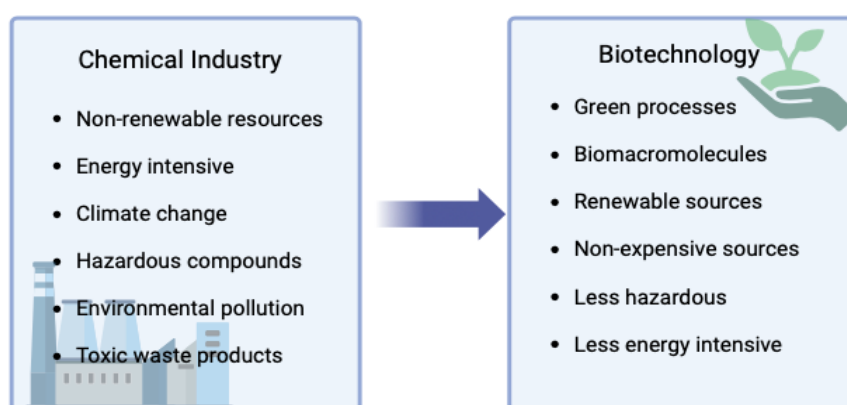 Chemical Industry
• Non-renewable resources
• Energy intensive
• Climate change
• Hazardous compounds
• Environmental pollution
• Toxic waste products
Biotechnology
• Green processes
• Biomacromolecules
• Renewable sources
• Non-expensive sources
• Less hazardous
• Less energy intensive